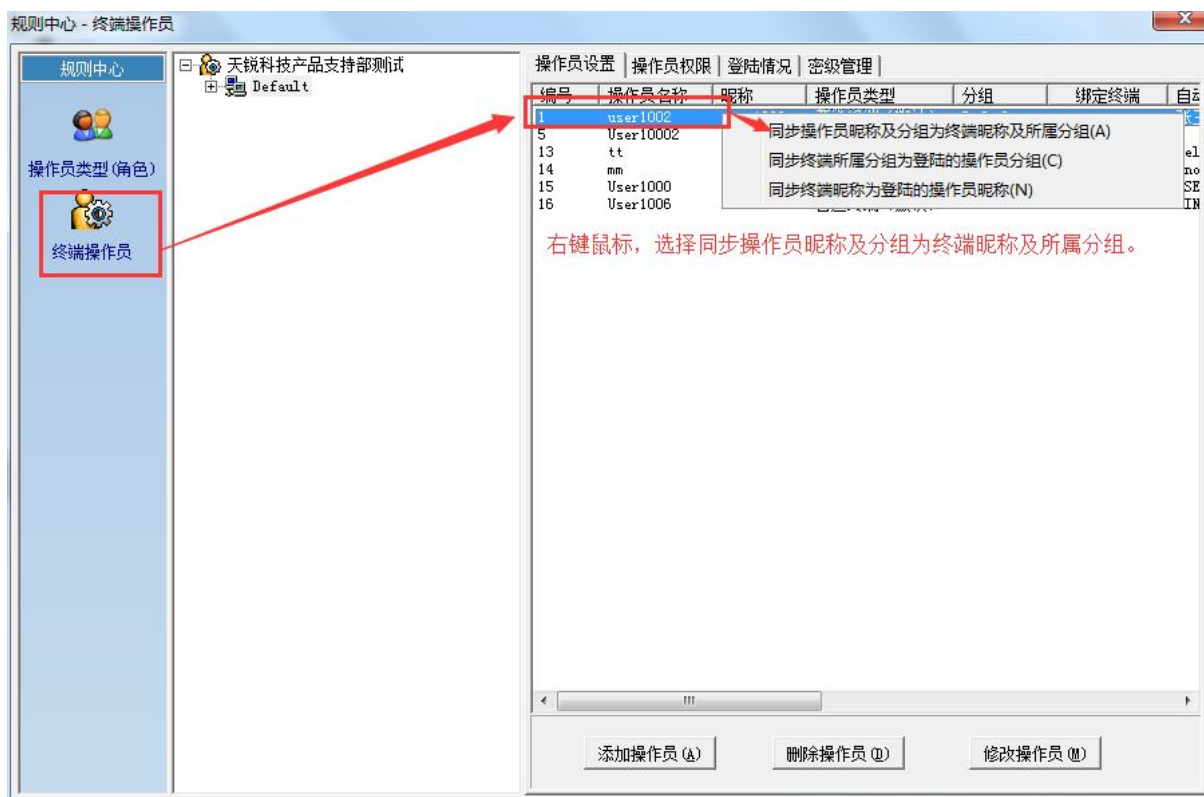 规则中心 - 终端操作员
规则中心
操作员类型(角色)
终端操作员
天锐科技产品支持部测试
Default
操作员设置 操作员权限 登陆情况 密级管理
编号 操作员名称 昵称 操作员类型 分组 绑定终端
1 user1002
5 User10002
13 tt
14 mm
15 User1000
16 User1006
同步操作员昵称及分组为终端昵称及所属分组(A)
同步终端所属分组为登陆的操作员分组(C)
同步终端昵称为登陆的操作员昵称(N)
右键鼠标，选择同步操作员昵称及分组为终端昵称及所属分组。
添加操作员(A) 删除操作员(D) 修改操作员(M)